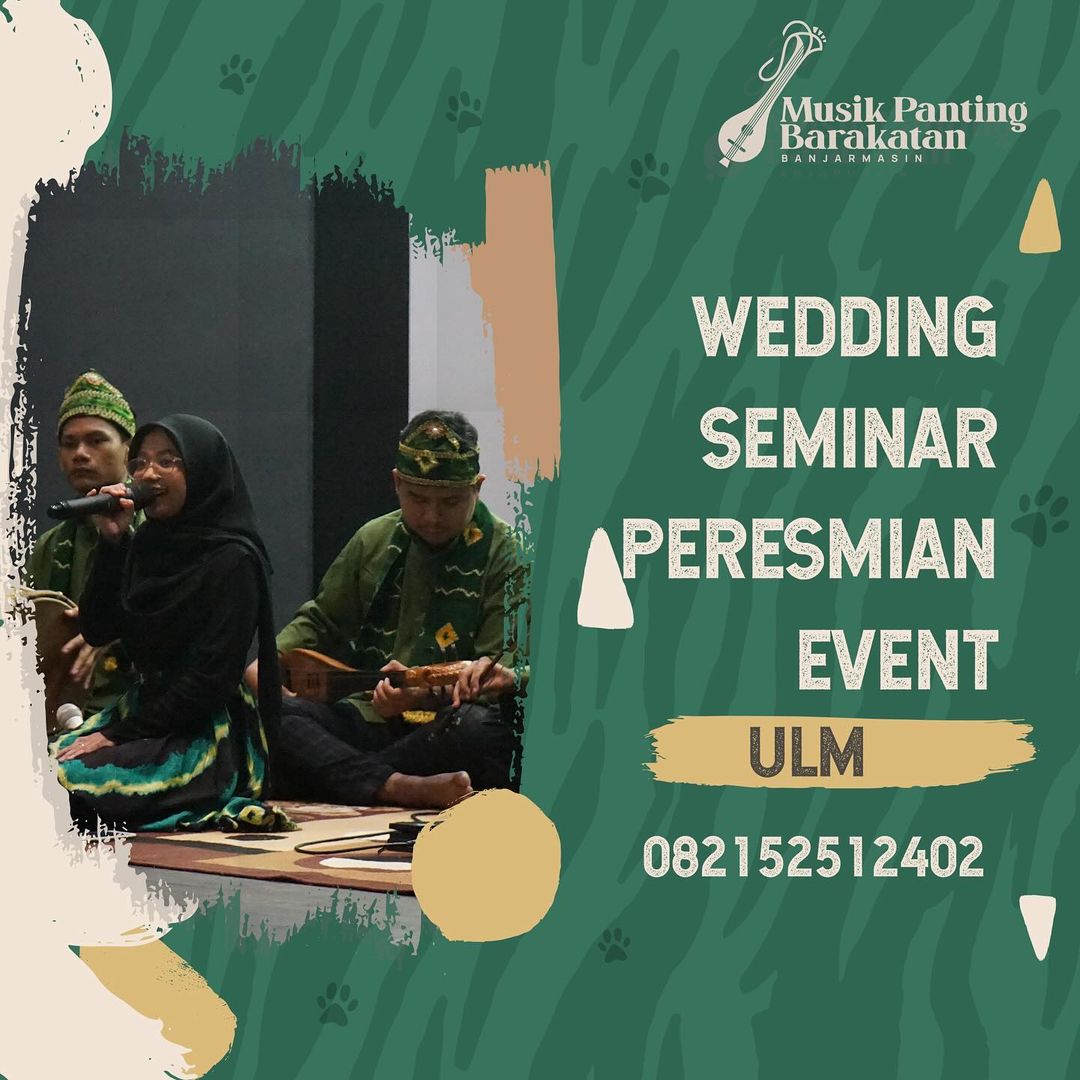 Musik Panting
Barakatan
BANJARMASIN
WEDDING
SEMINAR
PERESMIAN
EVENT
ULM
082152512402